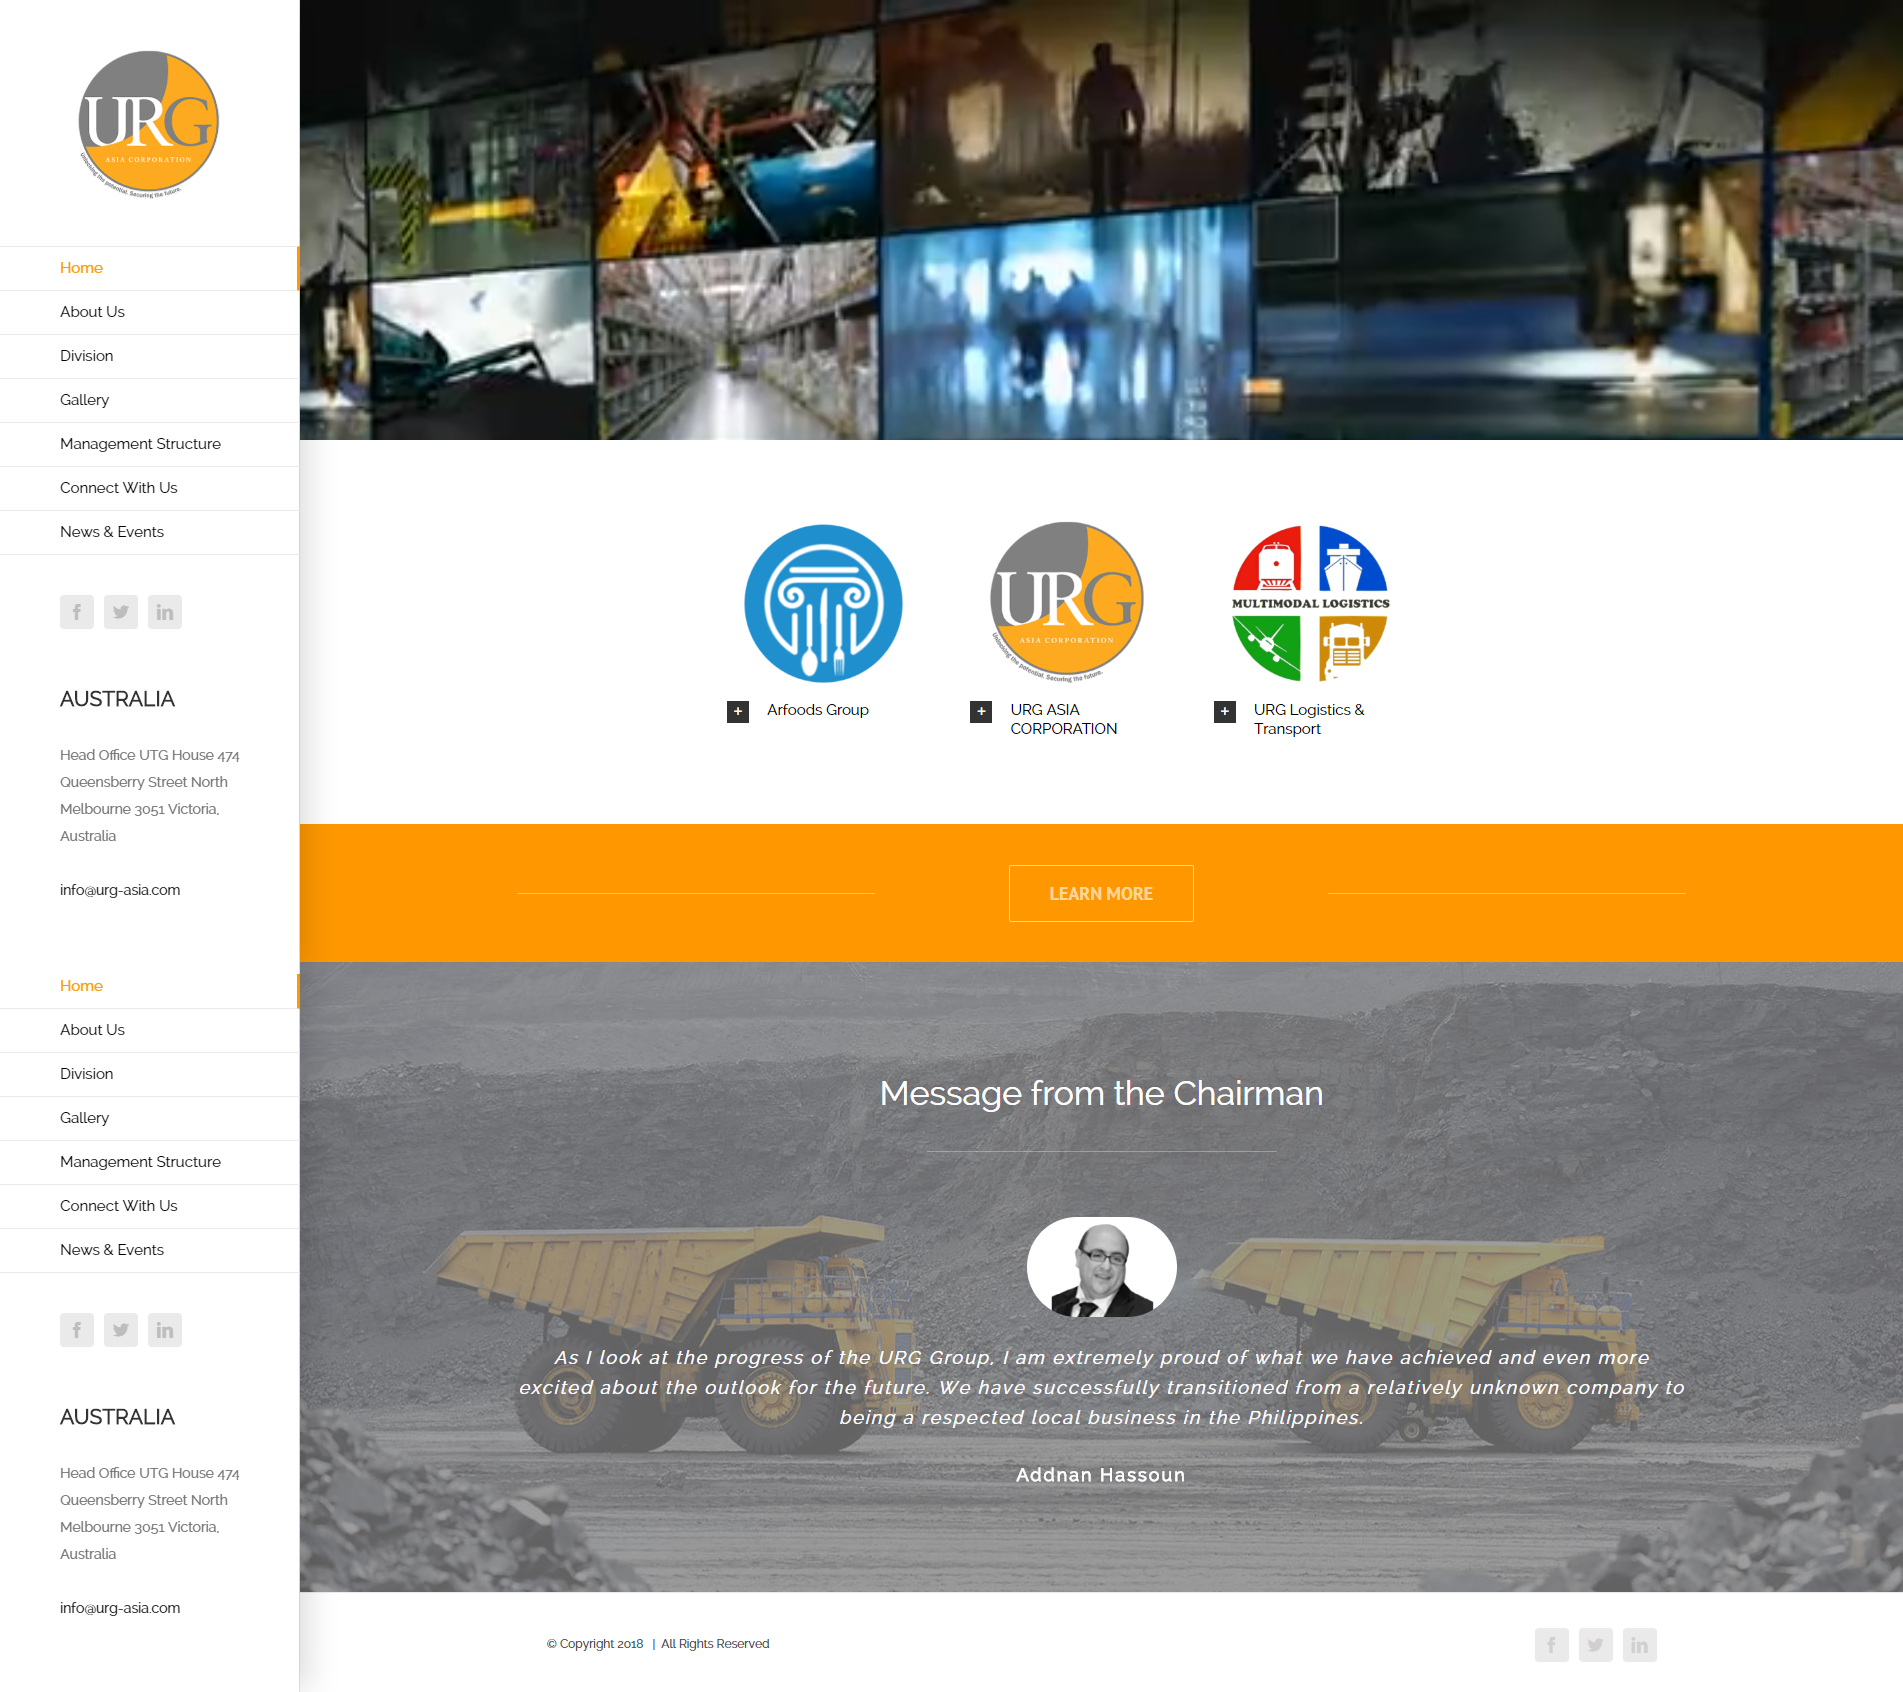 URG
ASIA CORPORATION
Unlocking the potential. Securing the future.
Home
About Us
Division
Gallery
Management Structure
Connect With Us
News & Events
AUSTRALIA
Head Office UTG House 474
Queensberry Street North
Melbourne 3051 Victoria,
Australia
info@urg-asia.com
Home
About Us
Division
Gallery
Management Structure
Connect With Us
News & Events
AUSTRALIA
Head Office UTG House 474
Queensberry Street North
Melbourne 3051 Victoria,
Australia
info@urg-asia.com
URG
ASIA CORPORATION
Unlocking the potential. Securing the future.
MULTIMODAL LOGISTICS
Arfoods Group
URG ASIA
CORPORATION
URG Logistics &
Transport
LEARN MORE
Message from the Chairman
As I look at the progress of the URG Group, I am extremely proud of what we have achieved and even more
excited about the outlook for the future. We have successfully transitioned from a relatively unknown company to
being a respected local business in the Philippines.
Addnan Hassoun
© Copyright 2018 | All Rights Reserved